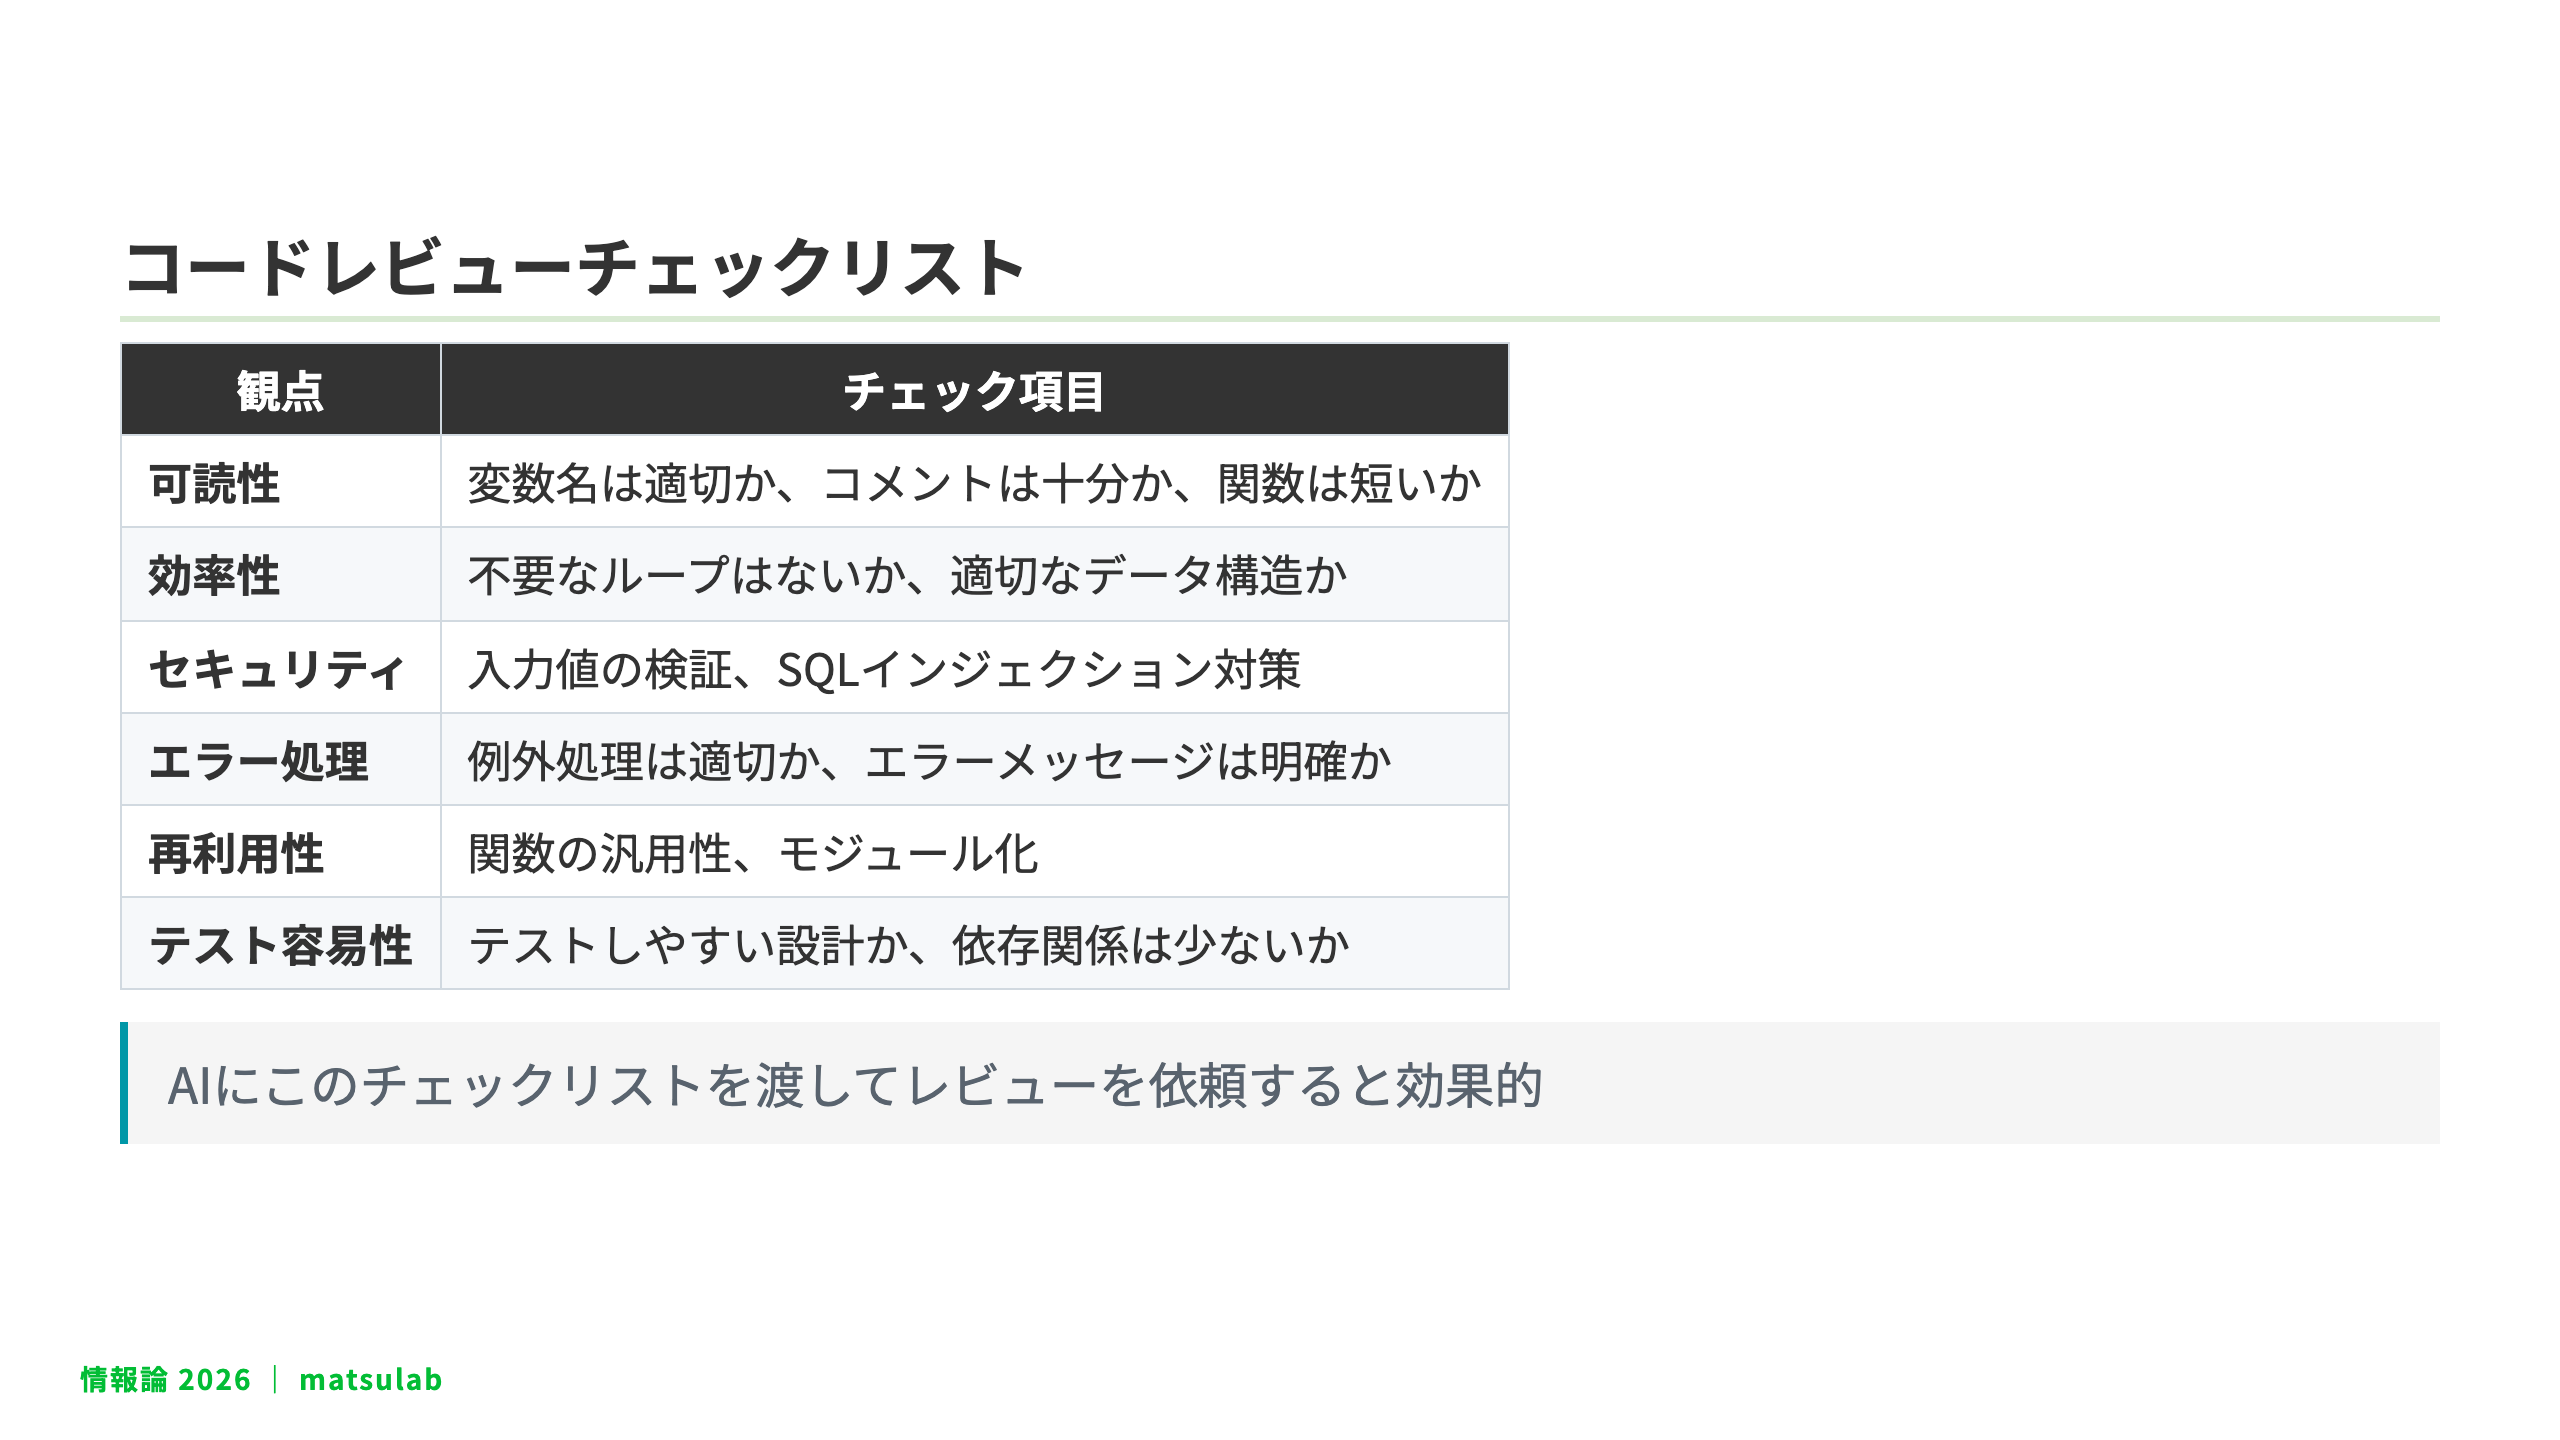 コードレビューチェックリスト
観点 チェック項目
可読性 変数名は適切か、コメントは十分か、関数は短いか
効率性 不要なループはないか、適切なデータ構造か
セキュリティ 入力値の検証、SQLインジェクション対策
エラー処理 例外処理は適切か、エラーメッセージは明確か
再利用性 関数の汎用性、モジュール化
テスト容易性 テストしやすい設計か、依存関係は少ないか
AIにこのチェックリストを渡してレビューを依頼すると効果的
情報論 2026 ｜ matsulab